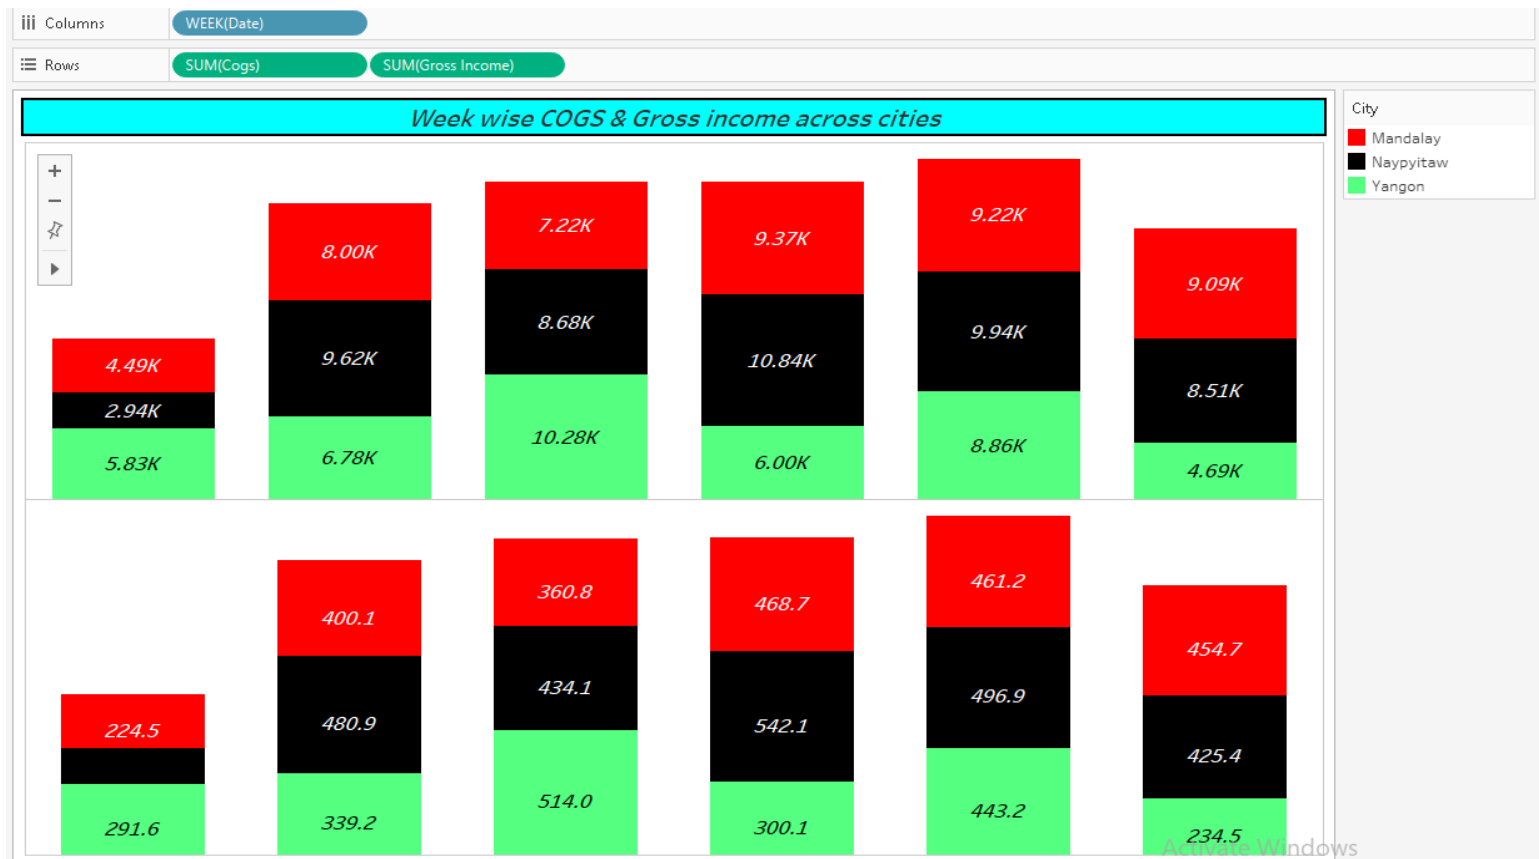 Columns WEEK(Date)
Rows SUM(Cogs) SUM(Gross Income)
Week wise COGS & Gross income across cities
City
Mandalay
Naypyitaw
Yangon
8.00K 7.22K 9.37K 9.22K 9.09K
4.49K 9.62K 8.68K 10.84K 9.94K 8.51K
2.94K
5.83K 6.78K 10.28K 6.00K 8.86K 4.69K
224.5 400.1 360.8 468.7 461.2 454.7
480.9 434.1 542.1 496.9 425.4
291.6 339.2 514.0 300.1 443.2 234.5
Activate Windows